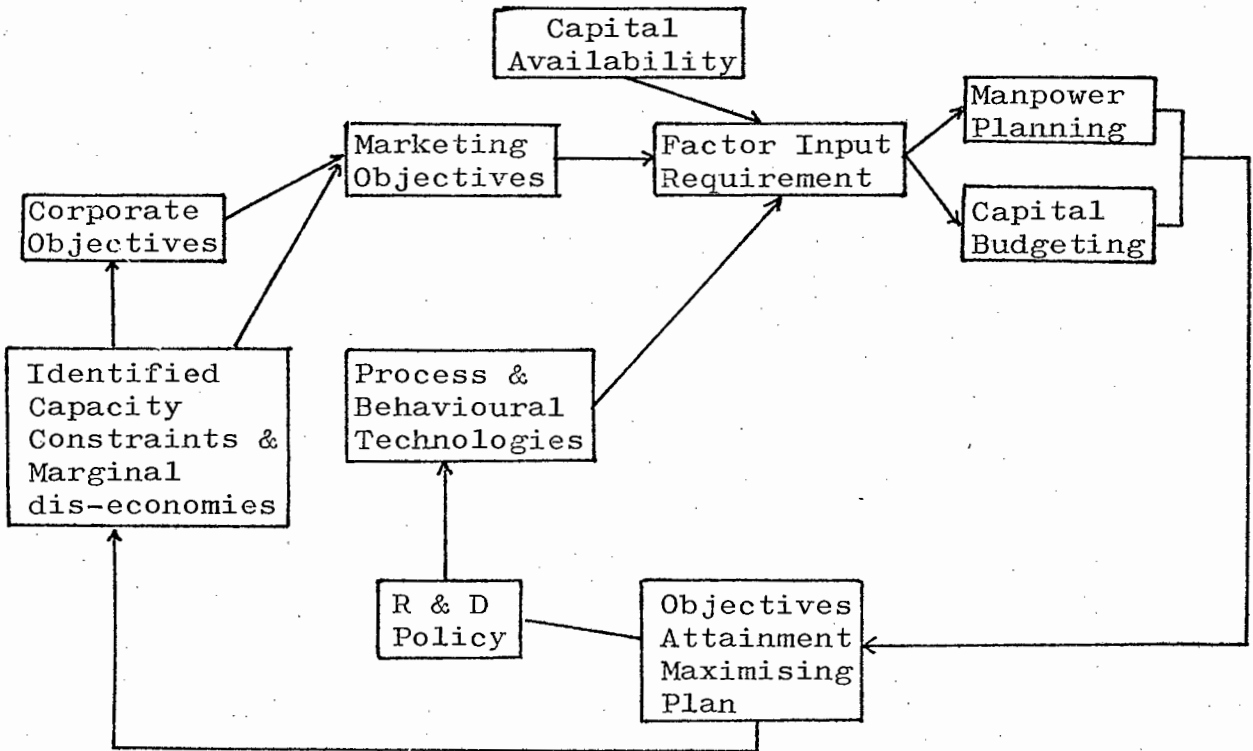 Capital
Availability
Manpower
Planning
Marketing
Objectives
Factor Input
Requirement
Corporate
Objectives
Capital
Budgeting
Identified
Capacity
Constraints &
Marginal
dis-economies
Process &
Behavioural
Technologies
R & D
Policy
Objectives
Attainment
Maximising
Plan